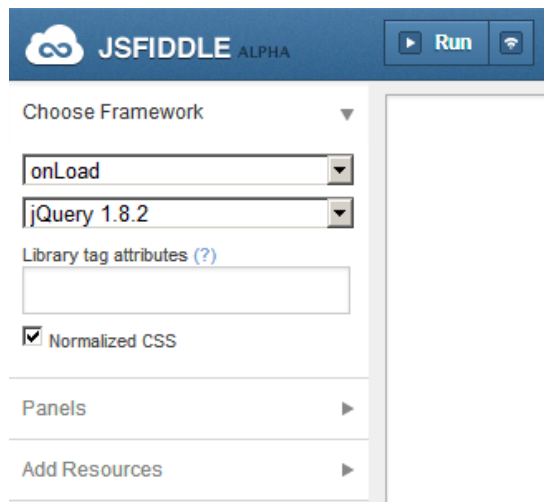 JSFIDDLE ALPHA
Run
Choose Framework
onLoad
jQuery 1.8.2
Library tag attributes (?)
Normalized CSS
Panels
Add Resources